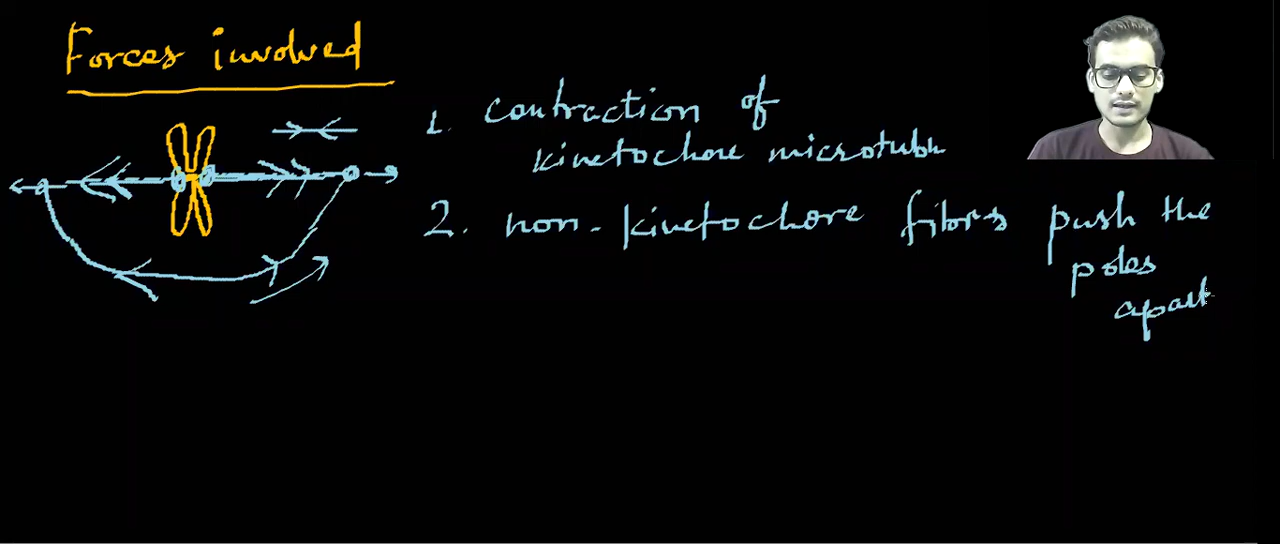 Forces involved
1. contraction of
kinetochore microtubule
2. non-kinetochore fibres push the
poles
apart